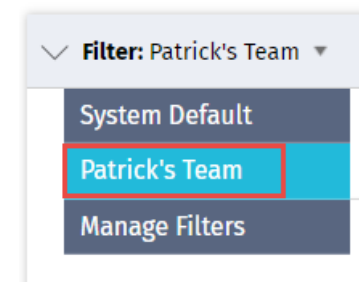 Filter: Patrick's Team
System Default
Patrick's Team
Manage Filters